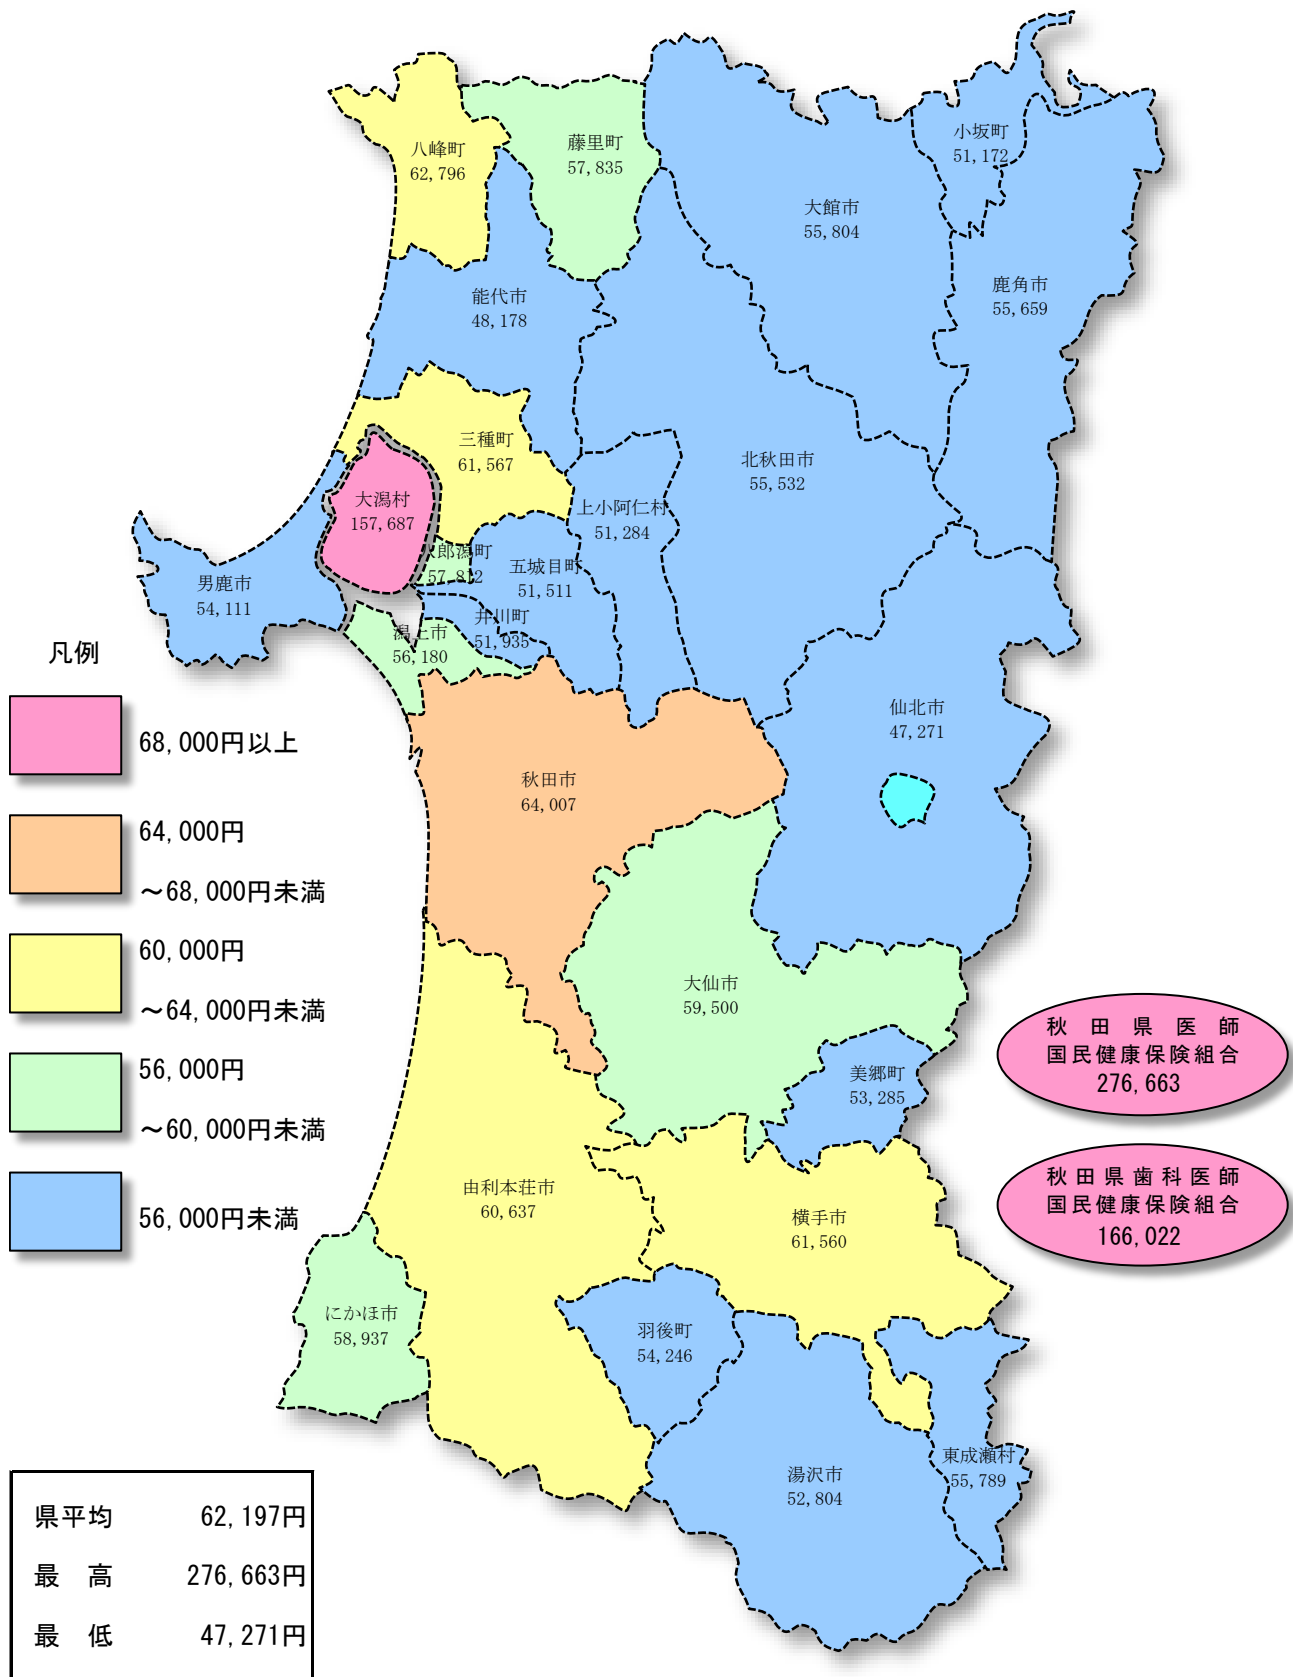 八峰町
62,796
藤里町
57,835
小坂町
51,172
大館市
55,804
鹿角市
55,659
能代市
48,178
三種町
61,567
北秋田市
55,532
大潟村
157,687
上小阿仁村
51,284
郎潟町
57,812
五城目町
51,511
男鹿市
54,111
井川町
51,935
潟上市
56,180
仙北市
47,271
秋田市
64,007
大仙市
59,500
美郷町
53,285
由利本荘市
60,637
横手市
61,560
にかほ市
58,937
羽後町
54,246
湯沢市
52,804
東成瀬村
55,789
凡例
68,000円以上
64,000円
～68,000円未満
60,000円
～64,000円未満
56,000円
～60,000円未満
56,000円未満
秋田県医師
国民健康保険組合
276,663
秋田県歯科医師
国民健康保険組合
166,022
県平均 62,197円
最 高 276,663円
最 低 47,271円